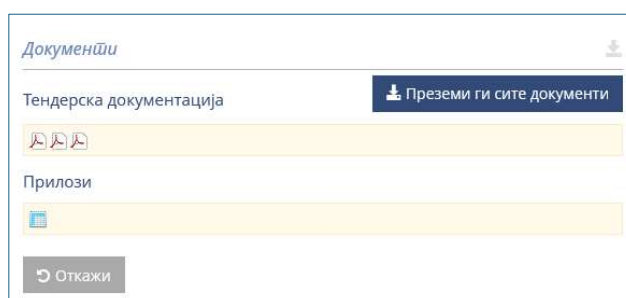 Документи
Тендерска документација
Преземи ги сите документи
Прилози
Откажи